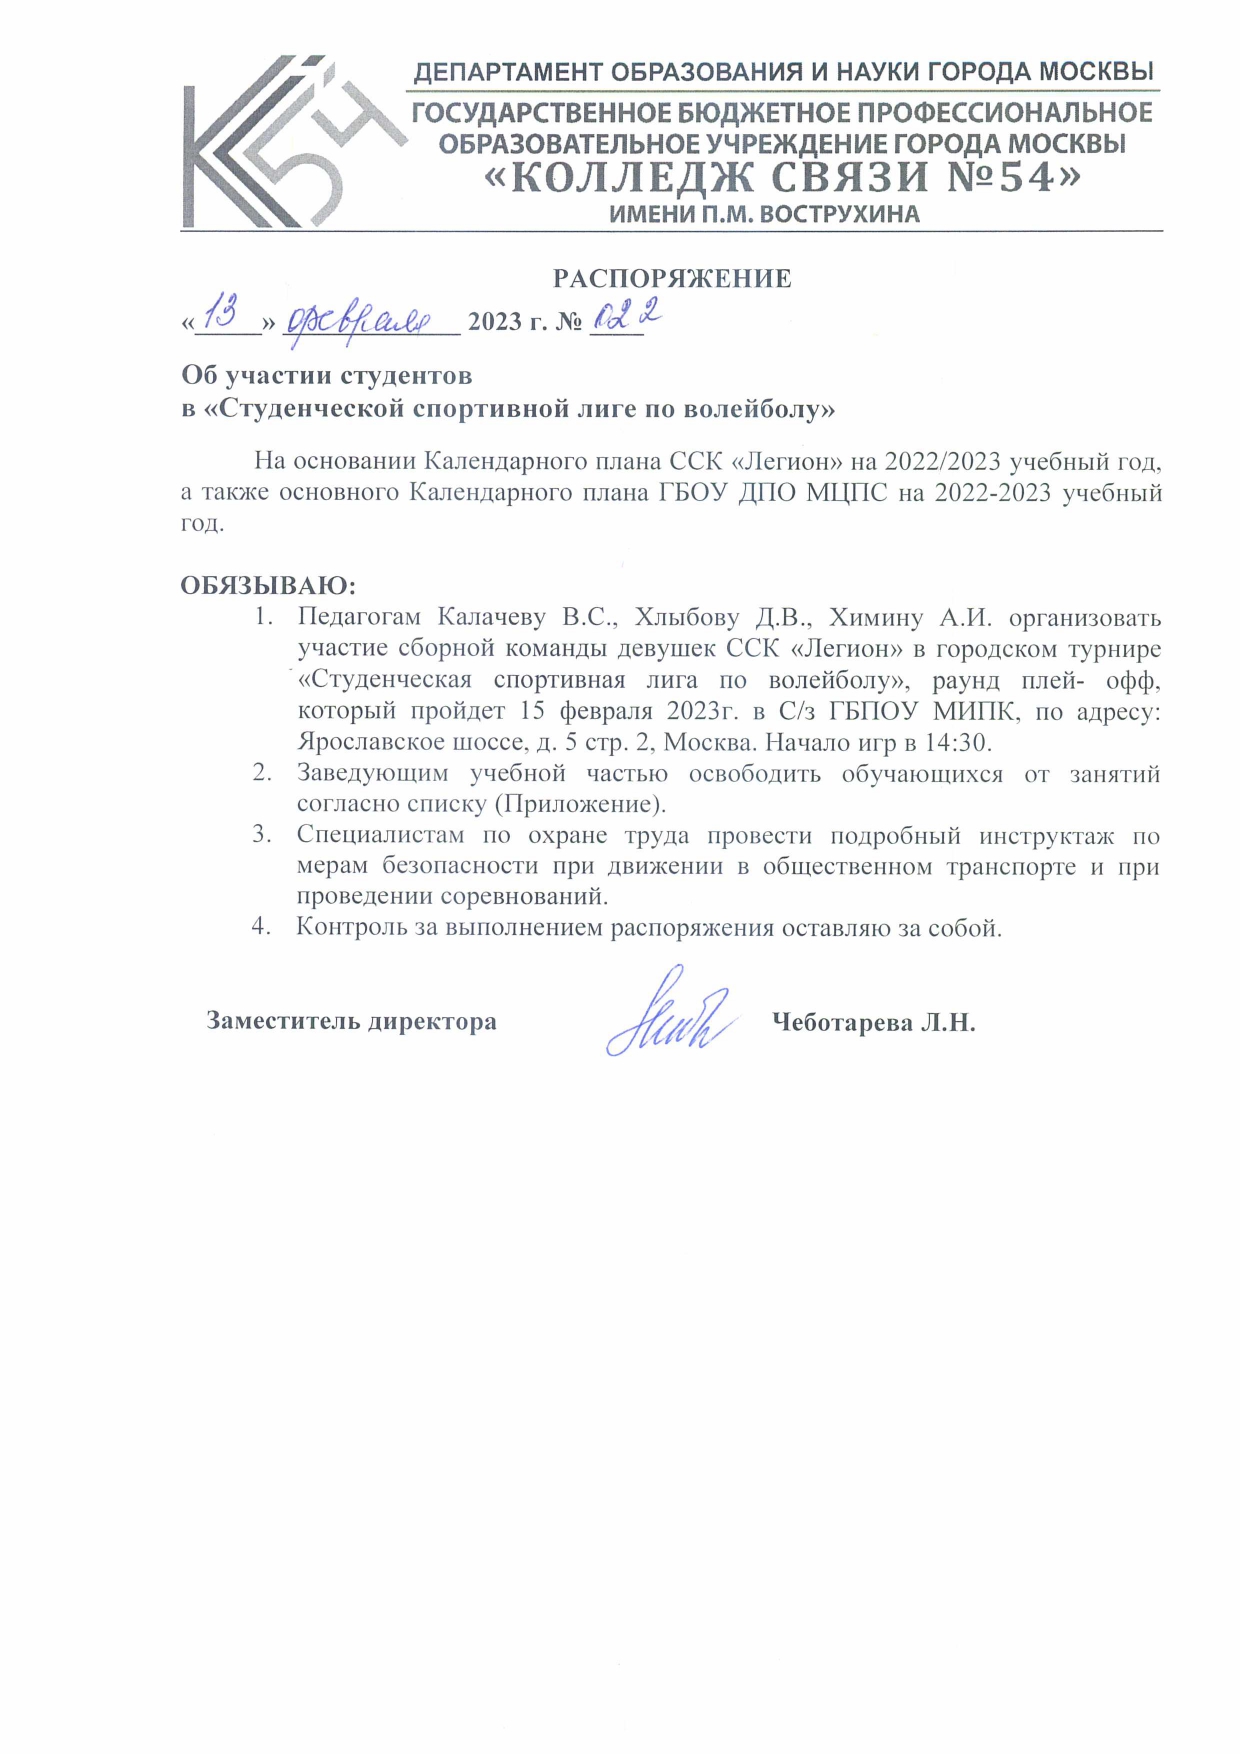 К54
ДЕПАРТАМЕНТ ОБРАЗОВАНИЯ И НАУКИ ГОРОДА МОСКВЫ
ГОСУДАРСТВЕННОЕ БЮДЖЕТНОЕ ПРОФЕССИОНАЛЬНОЕ
ОБРАЗОВАТЕЛЬНОЕ УЧРЕЖДЕНИЕ ГОРОДА МОСКВЫ
«КОЛЛЕДЖ СВЯЗИ №54»
ИМЕНИ П.М. ВОСТРУХИНА
РАСПОРЯЖЕНИЕ
«13» февраля 2023 г. № 022
Об участии студентов
в «Студенческой спортивной лиге по волейболу»
На основании Календарного плана ССК «Легион» на 2022/2023 учебный год,
а также основного Календарного плана ГБОУ ДПО МЦПС на 2022-2023 учебный
год.
ОБЯЗЫВАЮ:
1. Педагогам Калачеву В.С., Хлыбову Д.В., Химину А.И. организовать
участие сборной команды девушек ССК «Легион» в городском турнире
«Студенческая спортивная лига по волейболу», раунд плей- офф,
который пройдет 15 февраля 2023г. в С/з ГБПОУ МИПК, по адресу:
Ярославское шоссе, д. 5 стр. 2, Москва. Начало игр в 14:30.
2. Заведующим учебной частью освободить обучающихся от занятий
согласно списку (Приложение).
3. Специалистам по охране труда провести подробный инструктаж по
мерам безопасности при движении в общественном транспорте и при
проведении соревнований.
4. Контроль за выполнением распоряжения оставляю за собой.
Заместитель директора Чеботарева Л.Н.